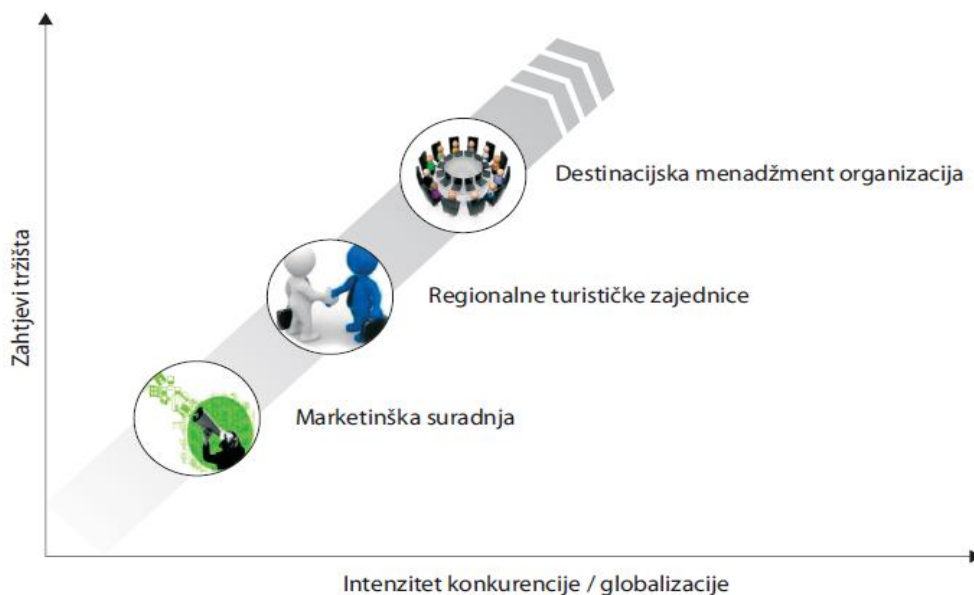 Zahtjevi tržišta
Destinacijska menadžment organizacija
Regionalne turističke zajednice
Marketinška suradnja
Intenzitet konkurencije / globalizacije